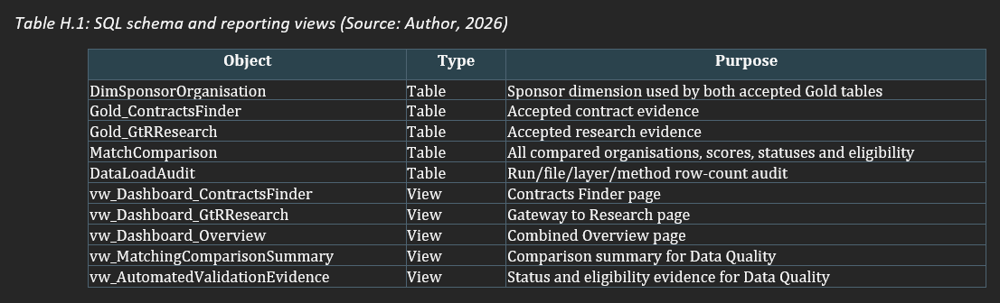 Table H.1: SQL schema and reporting views (Source: Author, 2026)
Object Type Purpose
DimSponsorOrganisation Table Sponsor dimension used by both accepted Gold tables
Gold_ContractsFinder Table Accepted contract evidence
Gold_GtRResearch Table Accepted research evidence
MatchComparison Table All compared organisations, scores, statuses and eligibility
DataLoadAudit Table Run/file/layer/method row-count audit
vw_Dashboard_ContractsFinder View Contracts Finder page
vw_Dashboard_GtRResearch View Gateway to Research page
vw_Dashboard_Overview View Combined Overview page
vw_MatchingComparisonSummary View Comparison summary for Data Quality
vw_AutomatedValidationEvidence View Status and eligibility evidence for Data Quality